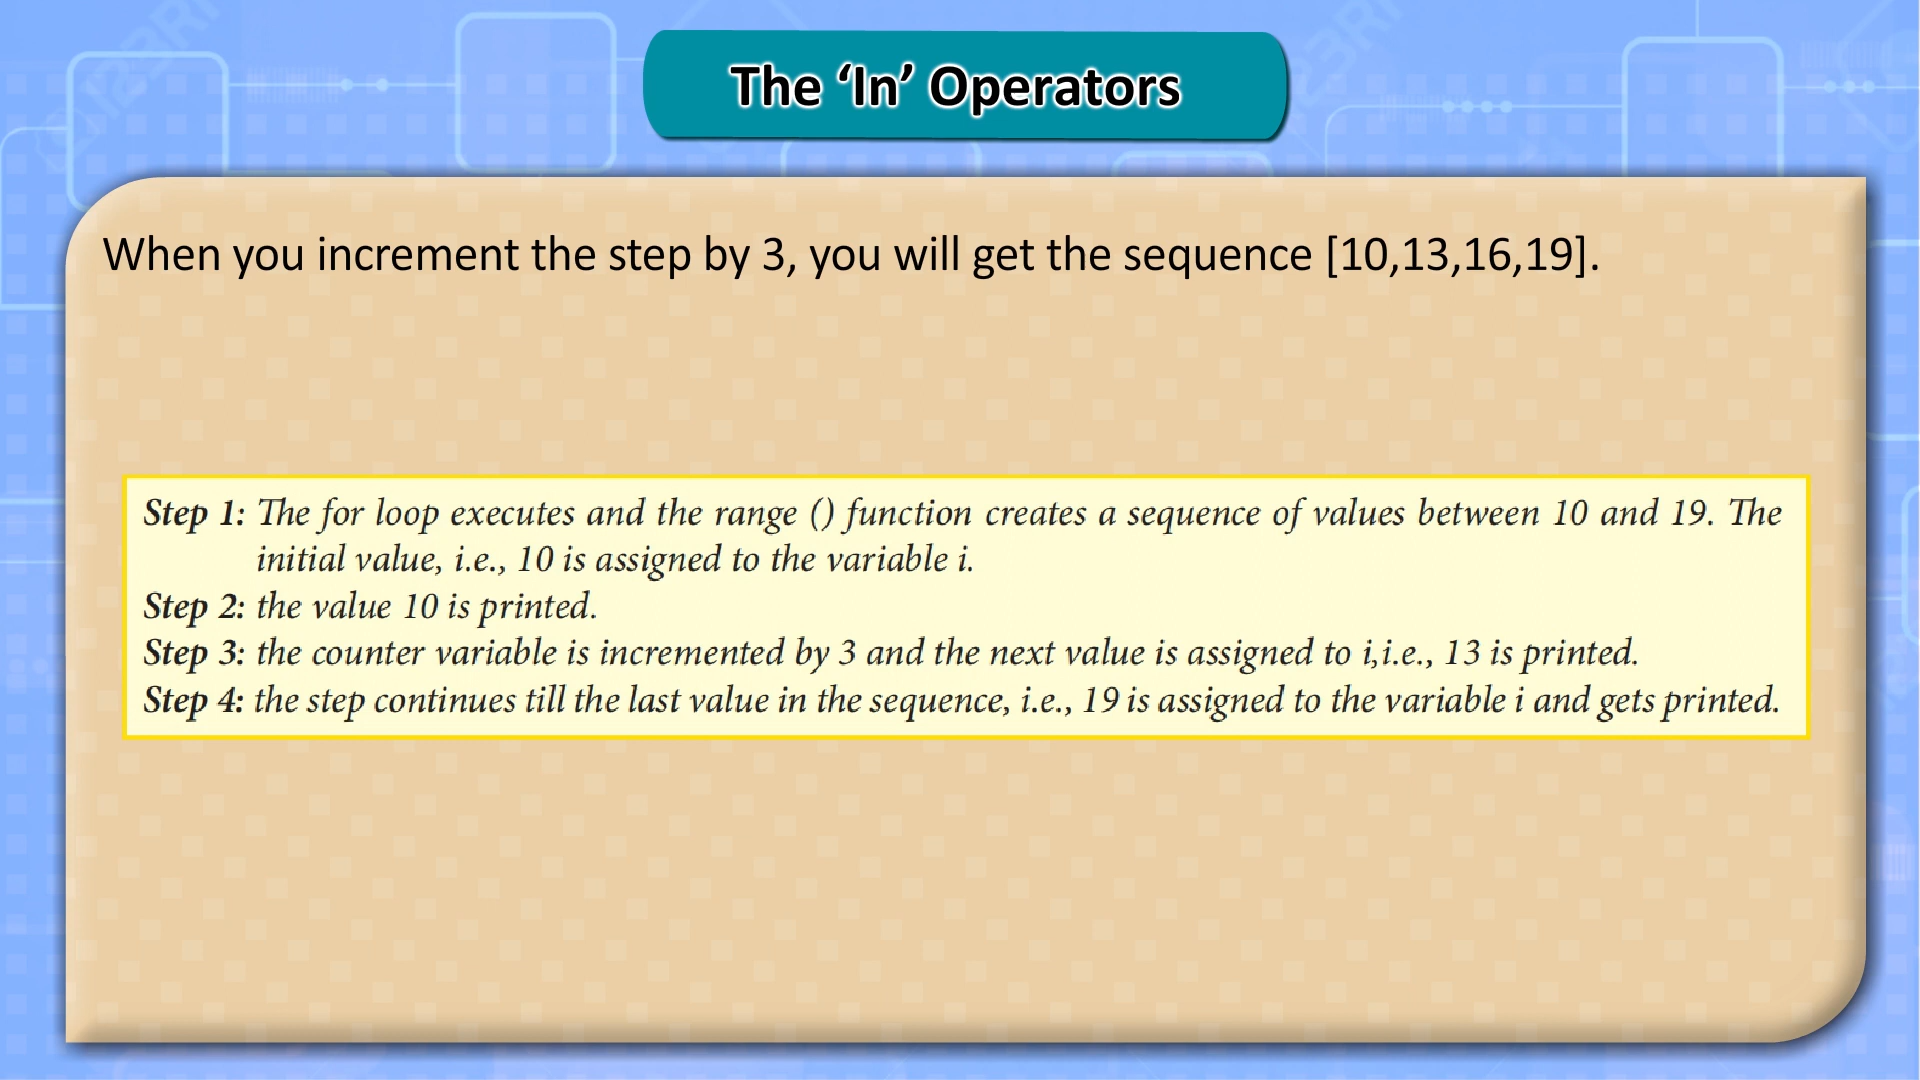 The ‘In’ Operators
When you increment the step by 3, you will get the sequence [10,13,16,19].
Step 1: The for loop executes and the range () function creates a sequence of values between 10 and 19. The
initial value, i.e., 10 is assigned to the variable i.
Step 2: the value 10 is printed.
Step 3: the counter variable is incremented by 3 and the next value is assigned to i,i.e., 13 is printed.
Step 4: the step continues till the last value in the sequence, i.e., 19 is assigned to the variable i and gets printed.